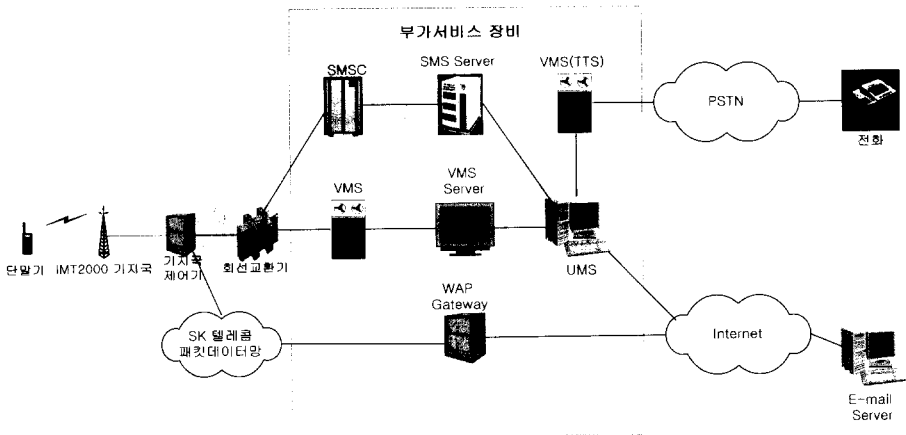 부가서비스 장비
SMSC
SMS Server
VMS(TTS)
PSTN
전화
VMS
VMS
Server
단말기
IMT2000 기지국
기지국
제어기
회선교환기
UMS
WAP
Gateway
SK 텔레콤
패킷데이터망
Internet
E-mail
Server